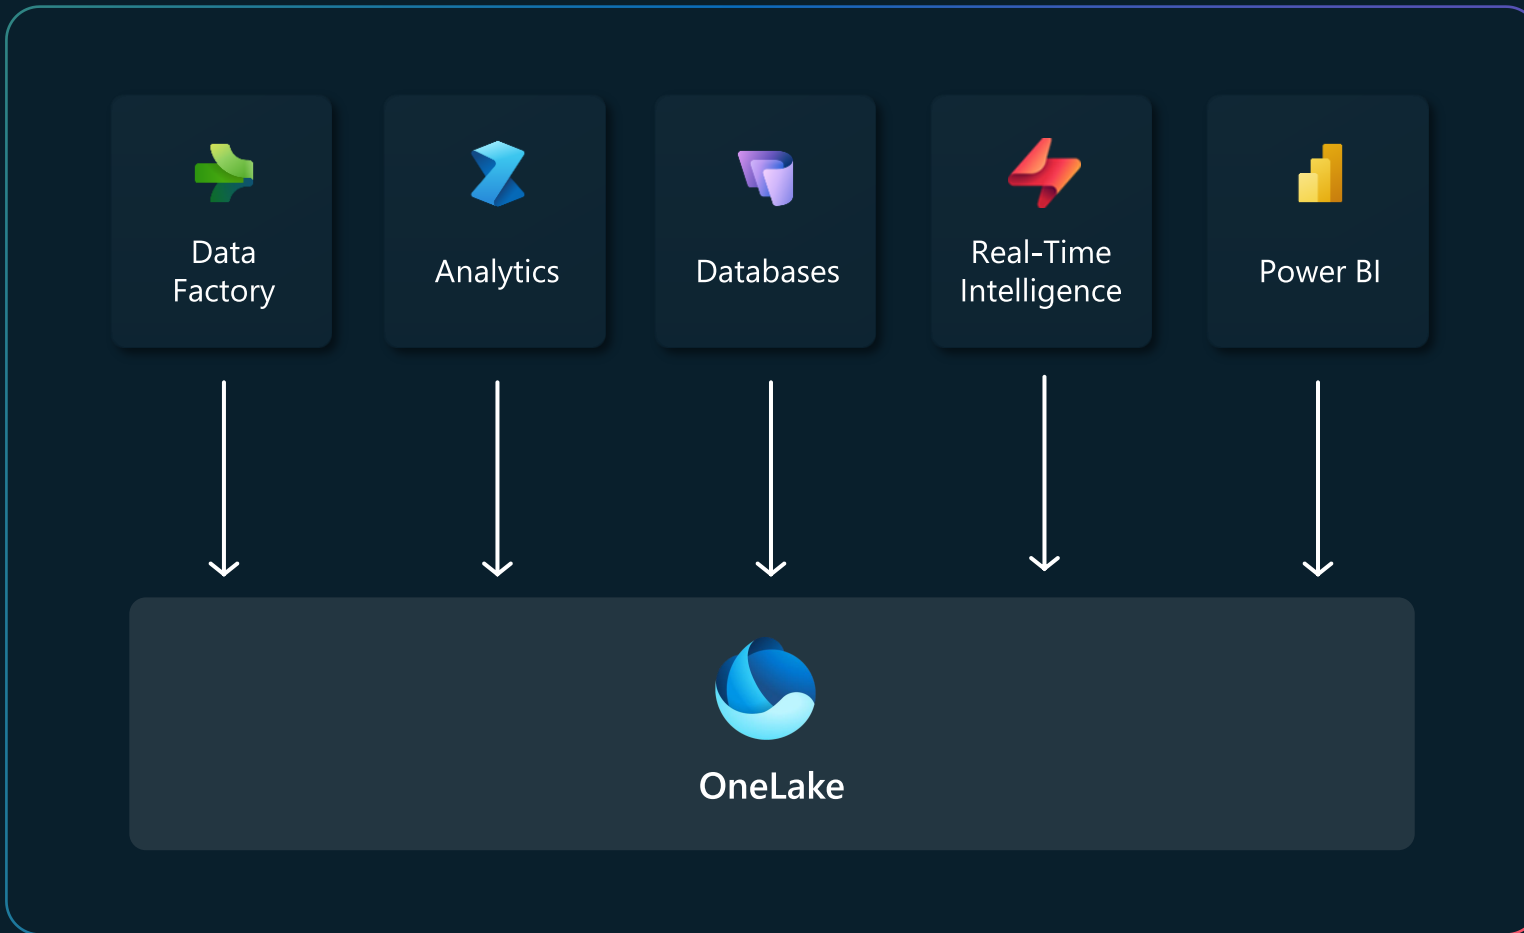 Data
Factory
Analytics
Databases
Real-Time
Intelligence
Power BI
OneLake